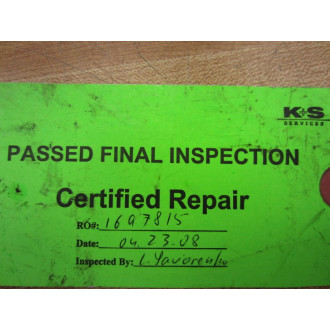 K+S
SERVICES
PASSED FINAL INSPECTION
Certified Repair
RO#: 1697815
Date: 04.23.08
Inspected By: L. Yavorenko